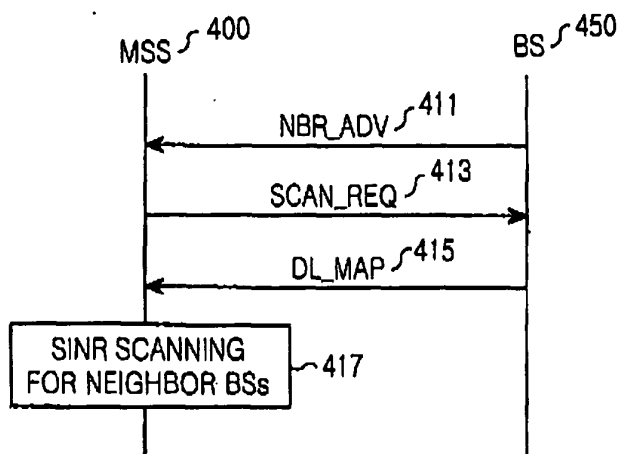 MSS 400
BS 450
NBR_ADV 411
SCAN_REQ 413
DL_MAP 415
SINR SCANNING
FOR NEIGHBOR BSs
417